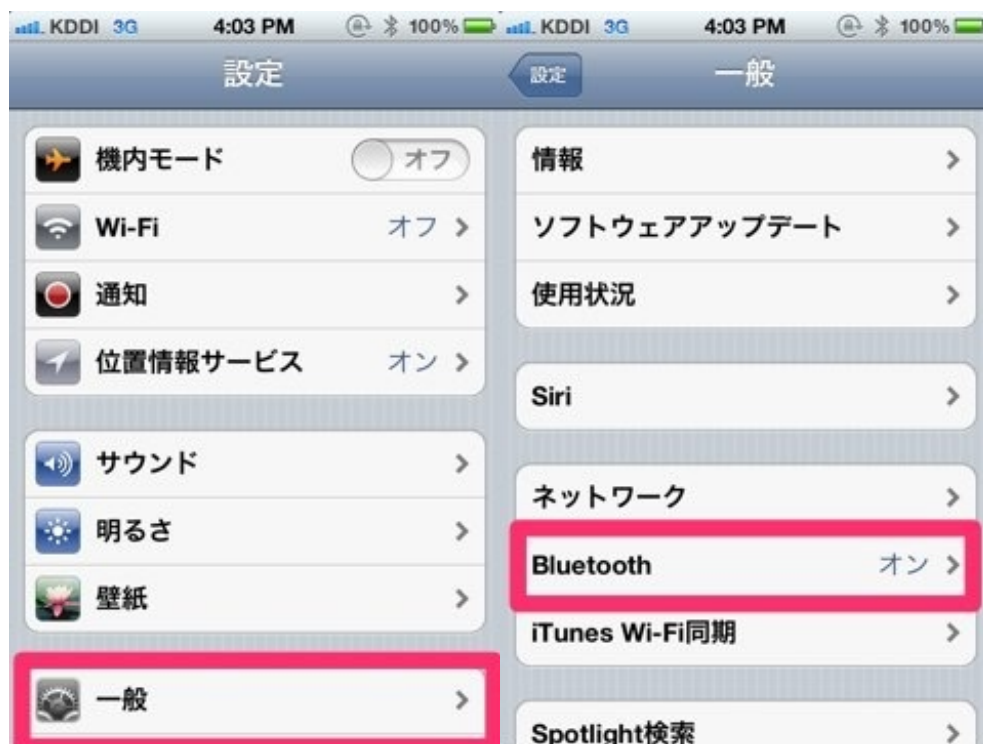 KDDI 3G 4:03 PM 100%
設定
機内モード オフ
Wi-Fi オフ
通知
位置情報サービス オン
サウンド
明るさ
壁紙
一般
KDDI 3G 4:03 PM 100%
設定 一般
情報
ソフトウェアアップデート
使用状況
Siri
ネットワーク
Bluetooth オン
iTunes Wi-Fi同期
Spotlight検索